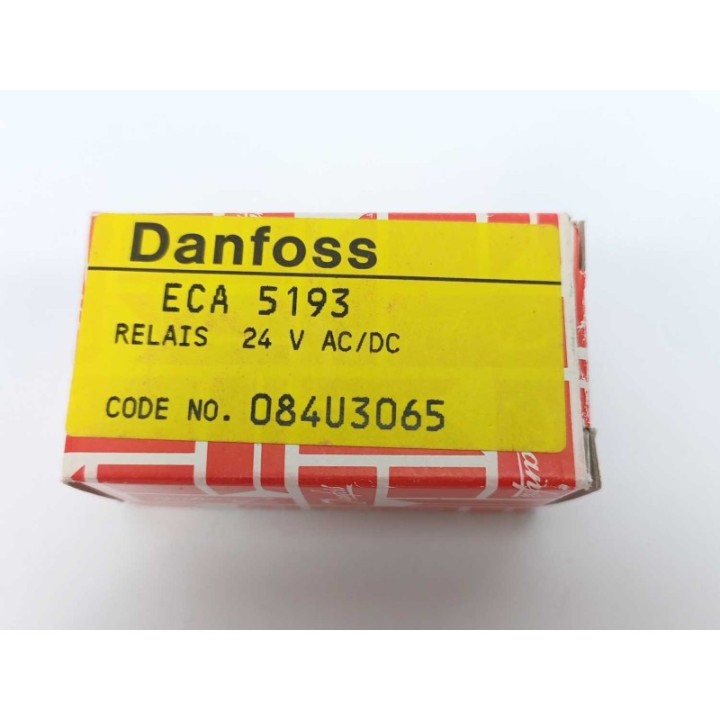 Danfoss
ECA 5193
RELAIS 24 V AC/DC
CODE NO. 084U3065